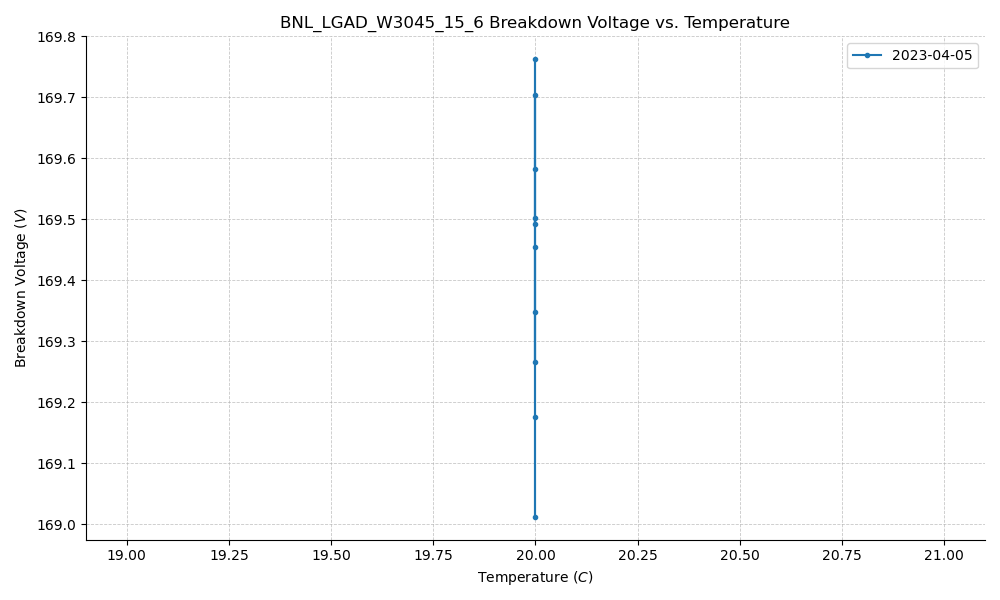 BNL_LGAD_W3045_15_6 Breakdown Voltage vs. Temperature
2023-04-05
Breakdown Voltage (V)
169.8
169.7
169.6
169.5
169.4
169.3
169.2
169.1
169.0
19.00 19.25 19.50 19.75 20.00 20.25 20.50 20.75 21.00
Temperature (C)